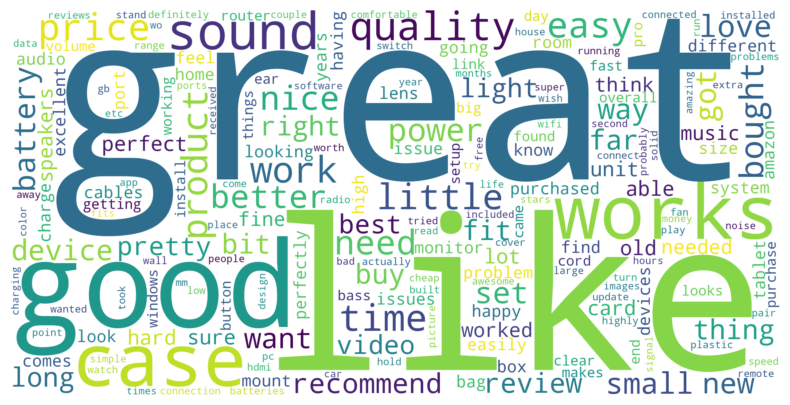 great
like
good
works
case
sound
quality
easy
love
price
nice
work
product
battery
little
power
time
better
need
light
bought
right
far
way
set
fit
got
small
new
thing
long
device
pretty
bit
buy
best
want
video
recommend
review
card
unit
able
old
think
music
different
size
amazon
tablet
devices
needed
system
purchase
purchased
find
cord
monitor
lot
problem
easily
worked
happy
issues
bass
perfectly
fine
high
issue
found
know
setup
looking
having
years
audio
volume
speakers
charge
excellent
perfect
cables
getting
install
port
feel
home
working
things
ear
room
going
link
router
day
pro
fast
overall
big
lens
stand
definitely
couple
comfortable
reviews
wo
data
range
gb
etc
ports
received
software
year
months
switch
house
connected
running
run
installed
problems
extra
amazing
solid
super
wish
second
wifi
connect
probably
free
try
worth
app
come
away
color
fits
place
radio
tried
read
life
included
came
stars
cover
money
play
fan
noise
hours
large
turn
images
update
highly
looks
pair
plastic
signal
speed
remote
end
clear
makes
box
bag
cheap
built
awesome
picture
bad
actually
hold
car
pc
hdmi
mount
batteries
button
design
windows
mm
low
people
wall
took
wanted
charging
point
look
hard
sure
comes
simple
watch
times
connection